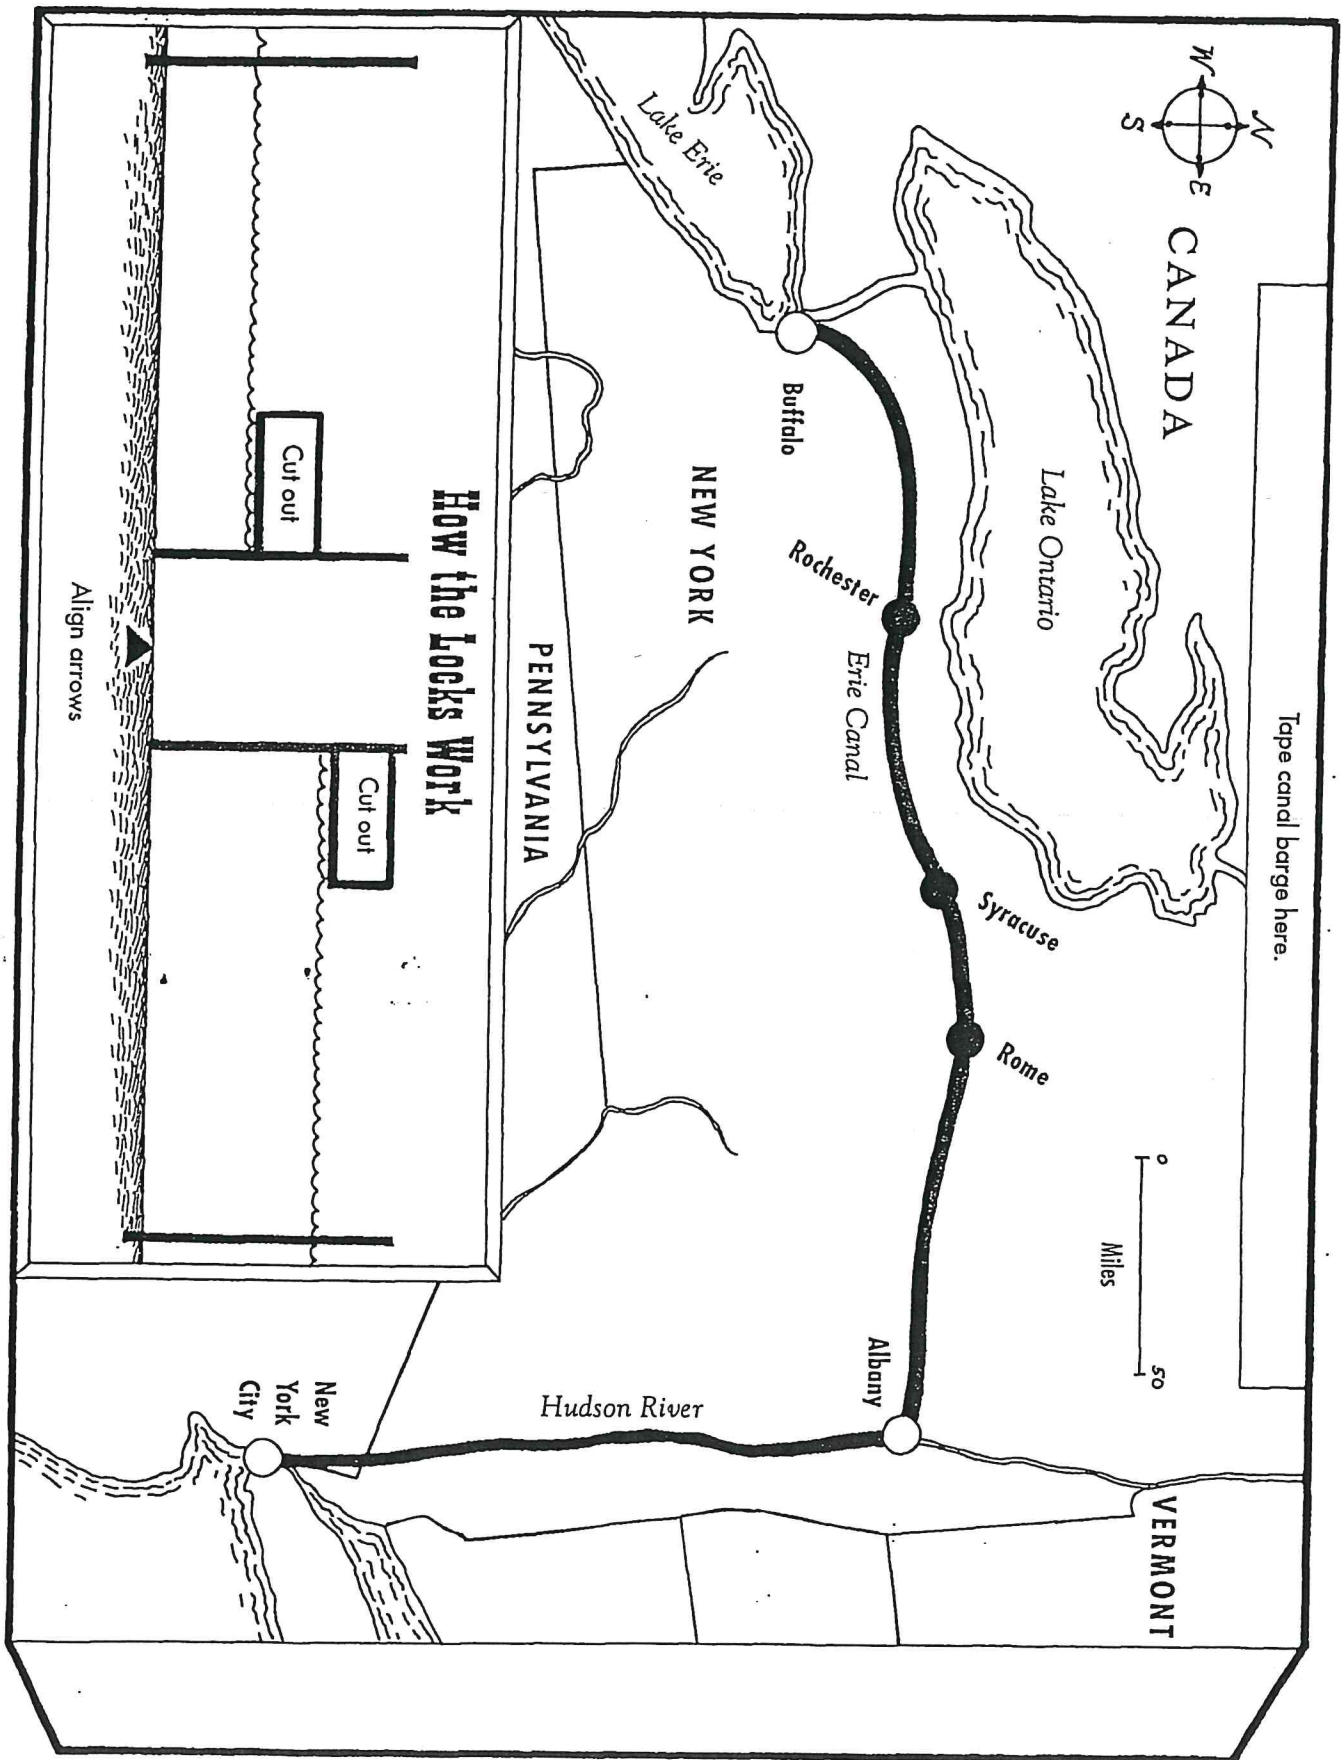 Tape canal barge here.
N
W
E
S
CANADA
Lake Ontario
0
50
Miles
VERMONT
Lake Erie
Buffalo
Rochester
Erie Canal
Syracuse
Rome
Albany
NEW YORK
PENNSYLVANIA
Hudson River
New
York
City
How the Locks Work
Cut out
Cut out
Align arrows